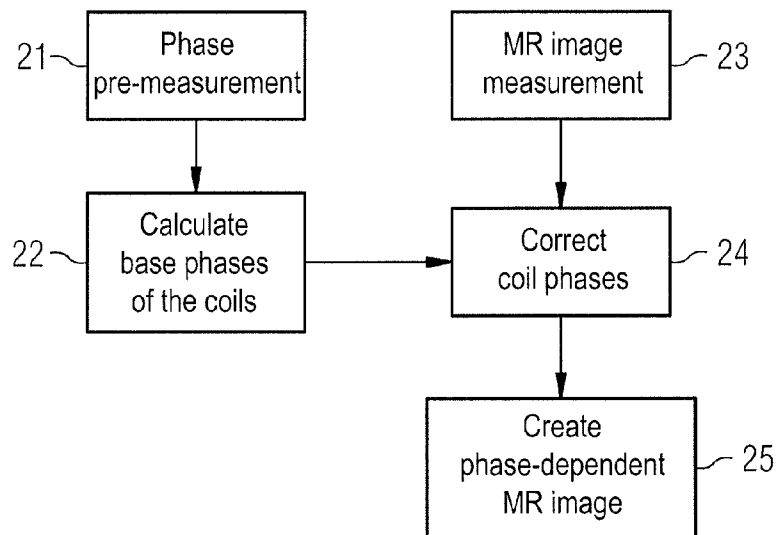 21
Phase
pre-measurement
MR image
measurement
23
22
Calculate
base phases
of the coils
Correct
coil phases
24
Create
phase-dependent
MR image
25